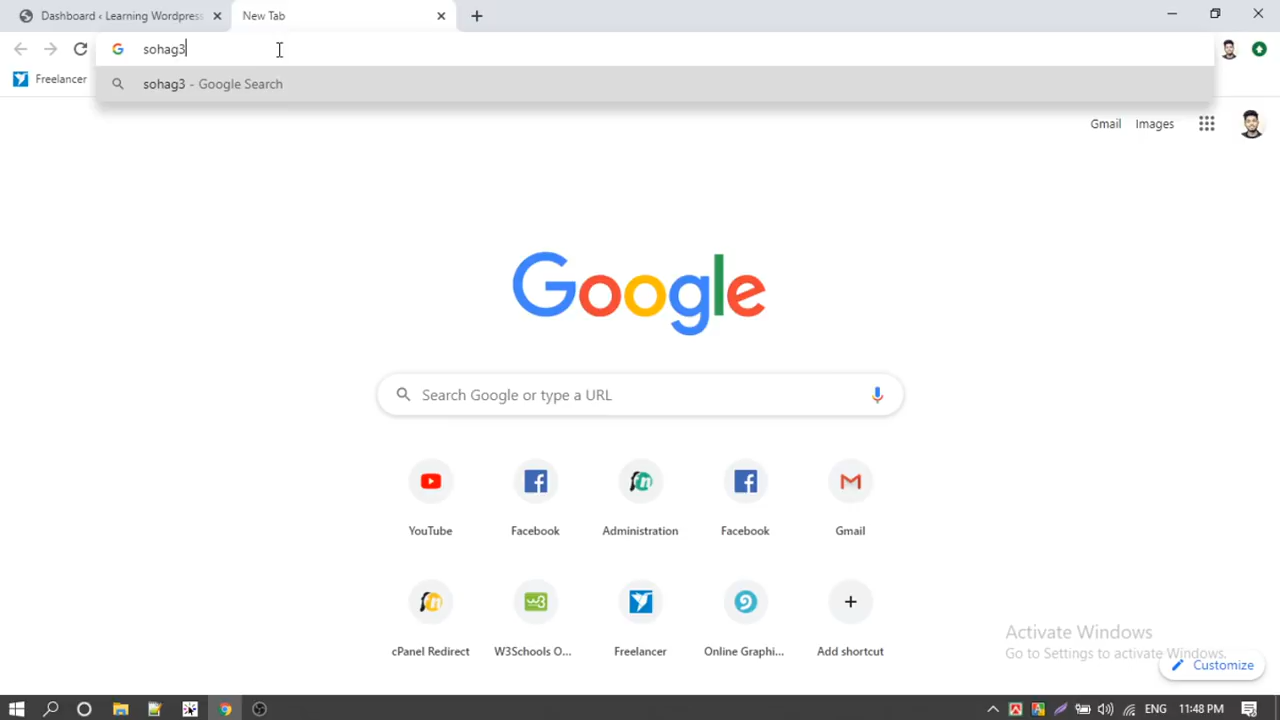 Dashboard ‹ Learning Wordpress
New Tab
sohag3
Freelancer
sohag3 - Google Search
Gmail
Images
Google
Search Google or type a URL
YouTube
Facebook
Administration
Facebook
Gmail
cPanel Redirect
W3Schools O...
Freelancer
Online Graphi...
Add shortcut
Activate Windows
Go to Settings to activate Windows.
Customize
ENG
11:48 PM